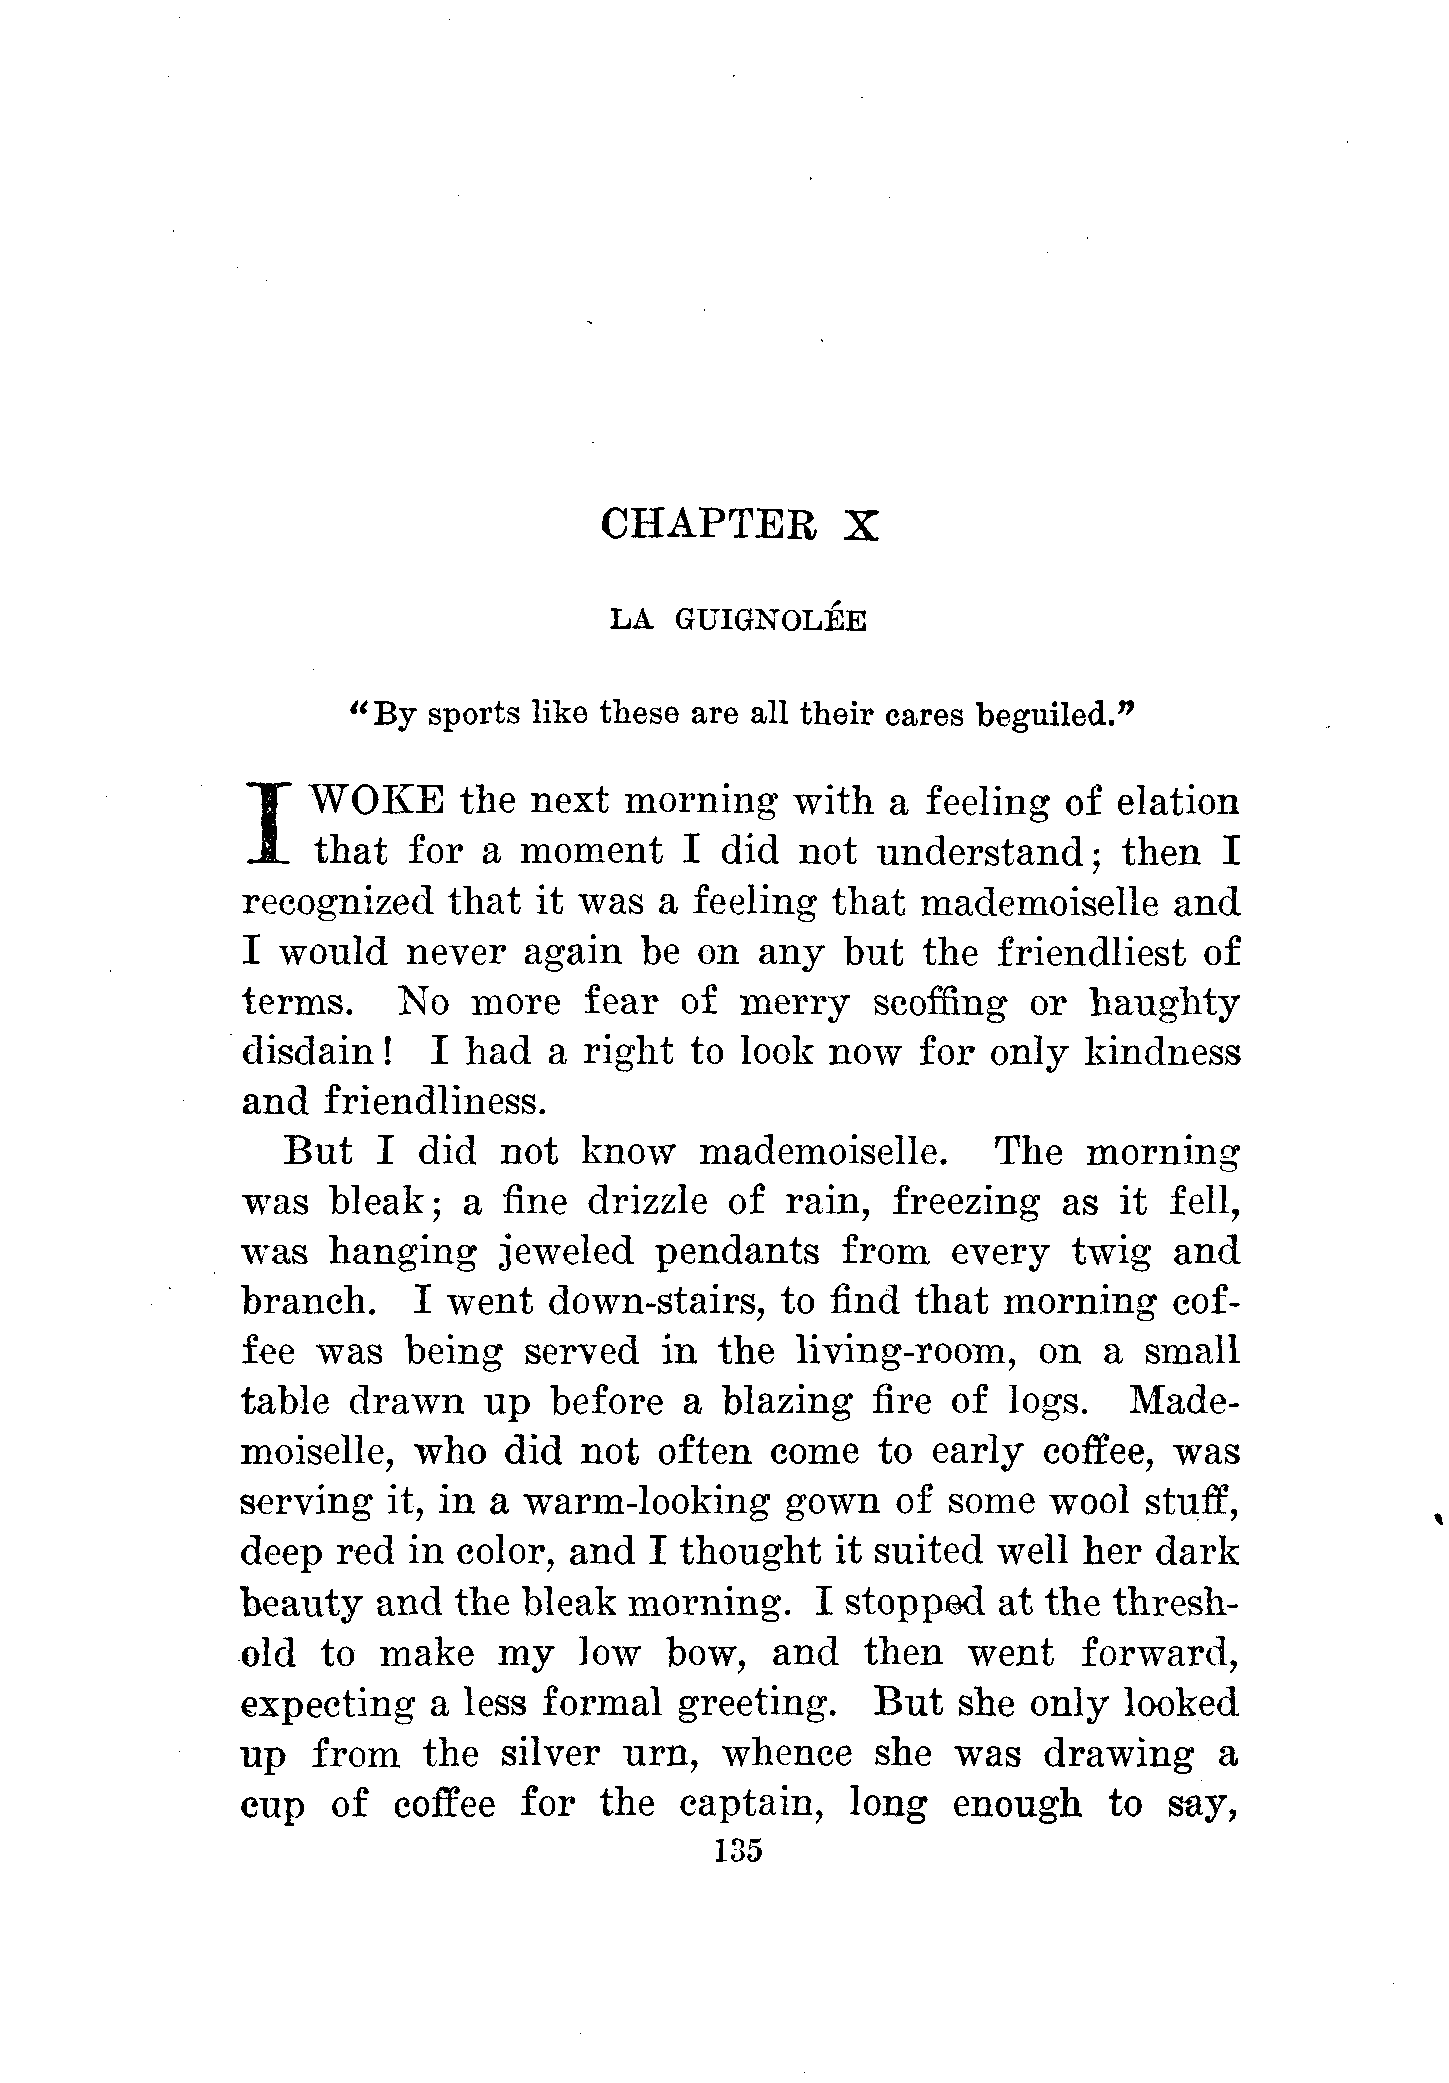 CHAPTER X
LA GUIGNOLÉE
"By sports like these are all their cares beguiled."
I WOKE the next morning with a feeling of elation
that for a moment I did not understand; then I
recognized that it was a feeling that mademoiselle and
I would never again be on any but the friendliest of
terms. No more fear of merry scoffing or haughty
disdain! I had a right to look now for only kindness
and friendliness.
But I did not know mademoiselle. The morning
was bleak; a fine drizzle of rain, freezing as it fell,
was hanging jeweled pendants from every twig and
branch. I went down-stairs, to find that morning cof-
fee was being served in the living-room, on a small
table drawn up before a blazing fire of logs. Made-
moiselle, who did not often come to early coffee, was
serving it, in a warm-looking gown of some wool stuff,
deep red in color, and I thought it suited well her dark
beauty and the bleak morning. I stopped at the thresh-
old to make my low bow, and then went forward,
expecting a less formal greeting. But she only looked
up from the silver urn, whence she was drawing a
cup of coffee for the captain, long enough to say,
135